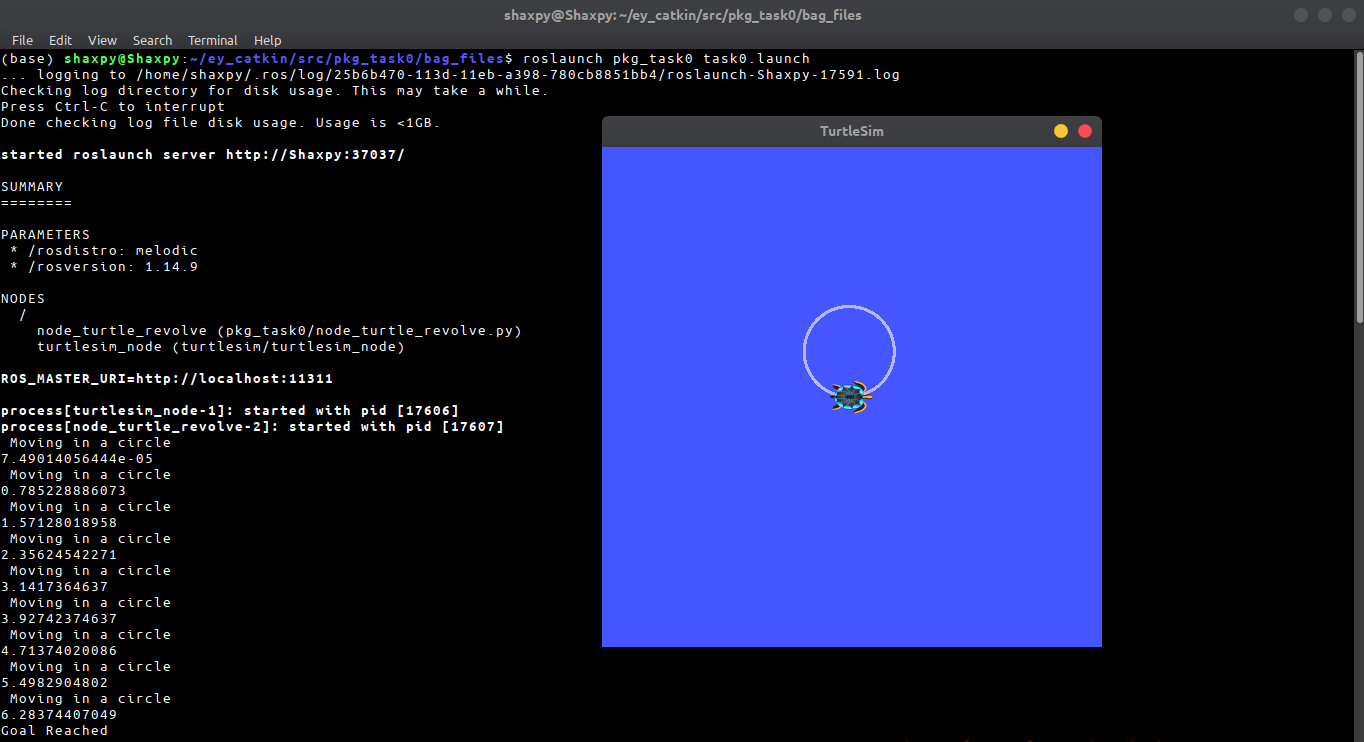 shaxpy@Shaxpy: ~/ey_catkin/src/pkg_task0/bag_files
File Edit View Search Terminal Help
(base) shaxpy@Shaxpy:~/ey_catkin/src/pkg_task0/bag_files$ roslaunch pkg_task0 task0.launch
... logging to /home/shaxpy/.ros/log/25b6b470-113d-11eb-a398-780cb8851bb4/roslaunch-Shaxpy-17591.log
Checking log directory for disk usage. This may take a while.
Press Ctrl-C to interrupt
Done checking log file disk usage. Usage is <1GB.
started roslaunch server http://Shaxpy:37037/
SUMMARY
========
PARAMETERS
* /rosdistro: melodic
* /rosversion: 1.14.9
NODES
/
node_turtle_revolve (pkg_task0/node_turtle_revolve.py)
turtlesim_node (turtlesim/turtlesim_node)
ROS_MASTER_URI=http://localhost:11311
process[turtlesim_node-1]: started with pid [17606]
process[node_turtle_revolve-2]: started with pid [17607]
Moving in a circle
7.49014056444e-05
Moving in a circle
0.785228886073
Moving in a circle
1.57128018958
Moving in a circle
2.35624542271
Moving in a circle
3.1417364637
Moving in a circle
3.92742374637
Moving in a circle
4.71374020086
Moving in a circle
5.4982904802
Moving in a circle
6.28374407049
Goal Reached
TurtleSim